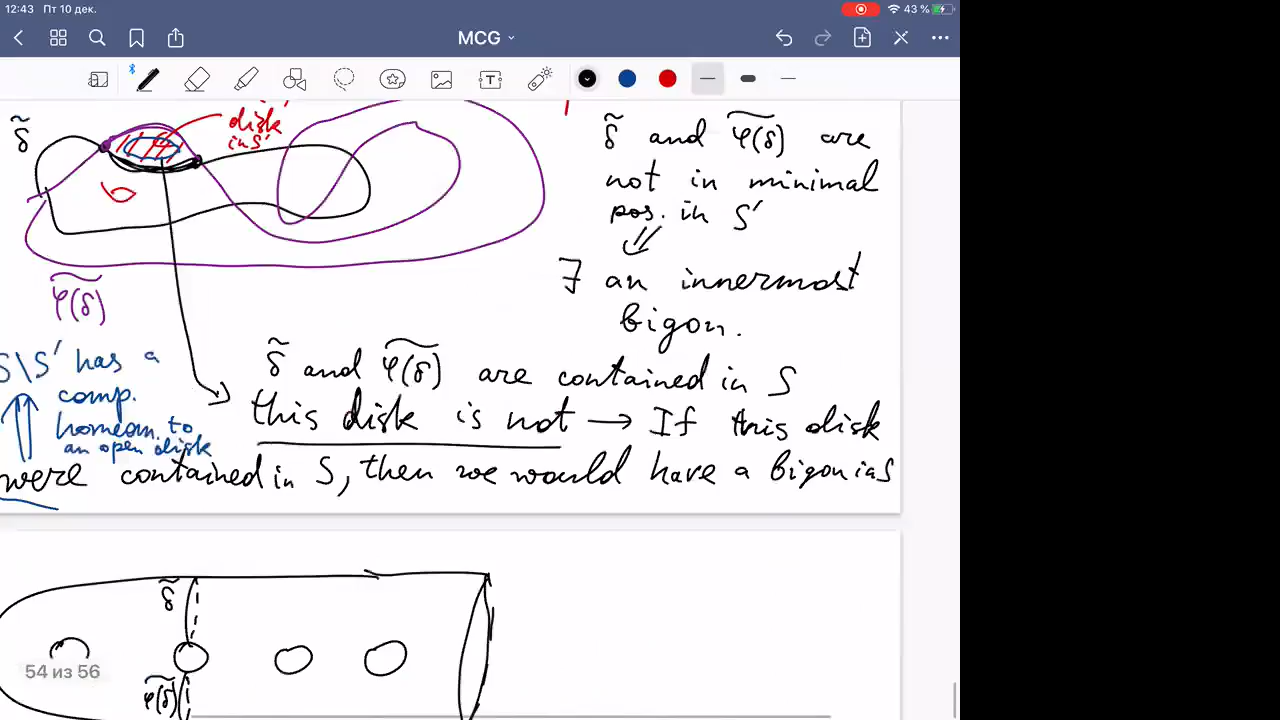 12:43 Пт 10 дек.
43 %
MCG
disk
in S'
δ̃
φ(δ)
δ̃ and φ(δ) are
not in minimal
pos. in S'
⇓
∃ an innermost
bigon.
S\S' has a
comp.
homeom. to
an open disk
δ̃ and φ(δ) are contained in S
this disk is not → If this disk
were contained in S, then we would have a bigon in S
δ̃
φ(δ)
54 из 56